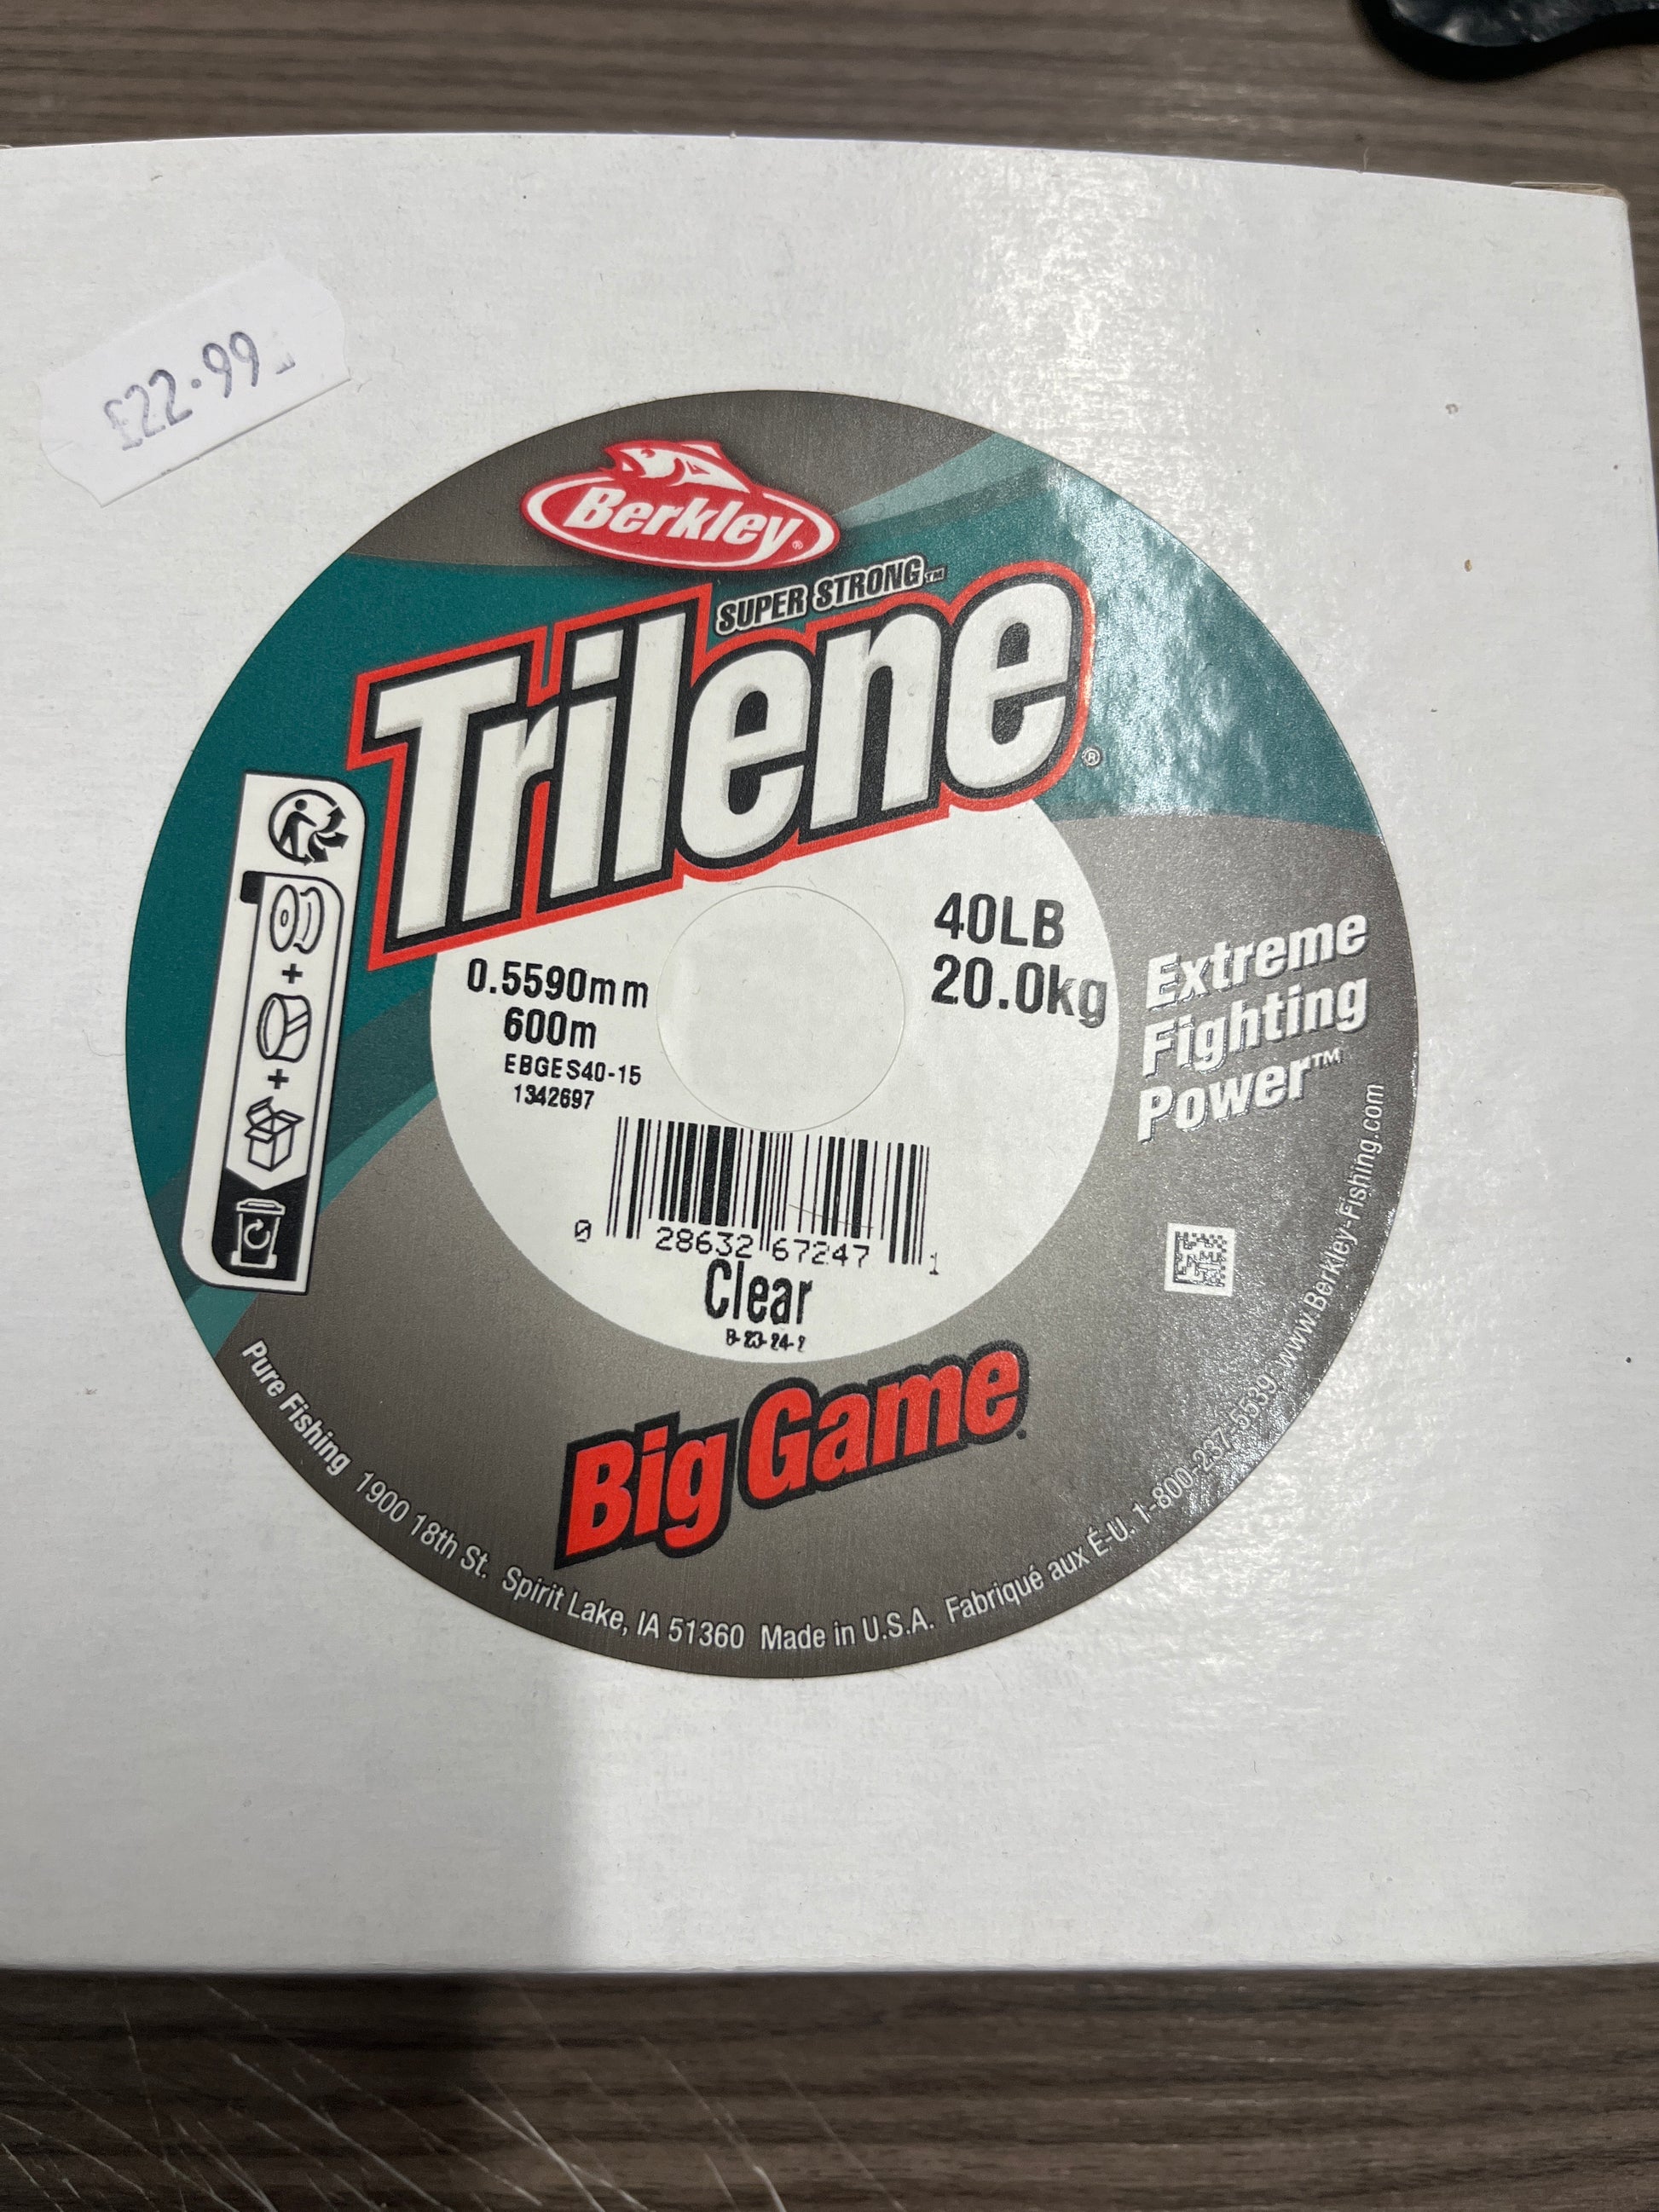 £22.99
Berkley®
SUPER STRONG™
Trilene®
40LB
20.0kg
0.5590mm
600m
EBGES40-15
1342697
Extreme
Fighting
Power™
0 28632 67247 1
Clear
Big Game
Pure Fishing 1900 18th St. Spirit Lake, IA 51360 Made in U.S.A. Fabriqué aux É-U. 1-800-237-5539 www.Berkley-Fishing.com